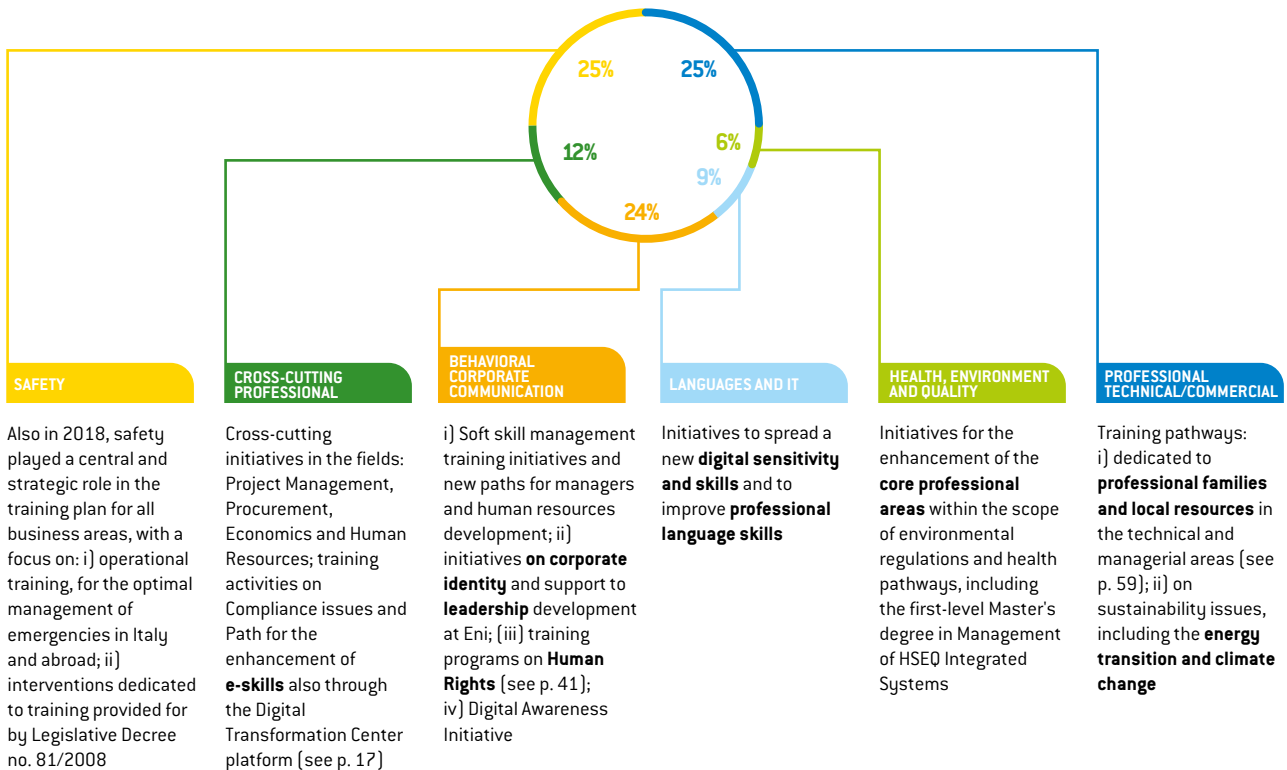 25%
25%
12%
6%
9%
24%
SAFETY
Also in 2018, safety
played a central and
strategic role in the
training plan for all
business areas, with a
focus on: i) operational
training, for the optimal
management of
emergencies in Italy
and abroad; ii)
interventions dedicated
to training provided for
by Legislative Decree
no. 81/2008
CROSS-CUTTING
PROFESSIONAL
Cross-cutting
initiatives in the fields:
Project Management,
Procurement,
Economics and Human
Resources; training
activities on
Compliance issues and
Path for the
enhancement of
e-skills also through
the Digital
Transformation Center
platform (see p. 17)
BEHAVIORAL
CORPORATE
COMMUNICATION
i) Soft skill management
training initiatives and
new paths for managers
and human resources
development; ii)
initiatives on corporate
identity and support to
leadership development
at Eni; (iii) training
programs on Human
Rights (see p. 41);
iv) Digital Awareness
Initiative
LANGUAGES AND IT
Initiatives to spread a
new digital sensitivity
and skills and to
improve professional
language skills
HEALTH, ENVIRONMENT
AND QUALITY
Initiatives for the
enhancement of the
core professional
areas within the scope
of environmental
regulations and health
pathways, including
the first-level Master's
degree in Management
of HSEQ Integrated
Systems
PROFESSIONAL
TECHNICAL/COMMERCIAL
Training pathways:
i) dedicated to
professional families
and local resources in
the technical and
managerial areas (see
p. 59); ii) on
sustainability issues,
including the energy
transition and climate
change